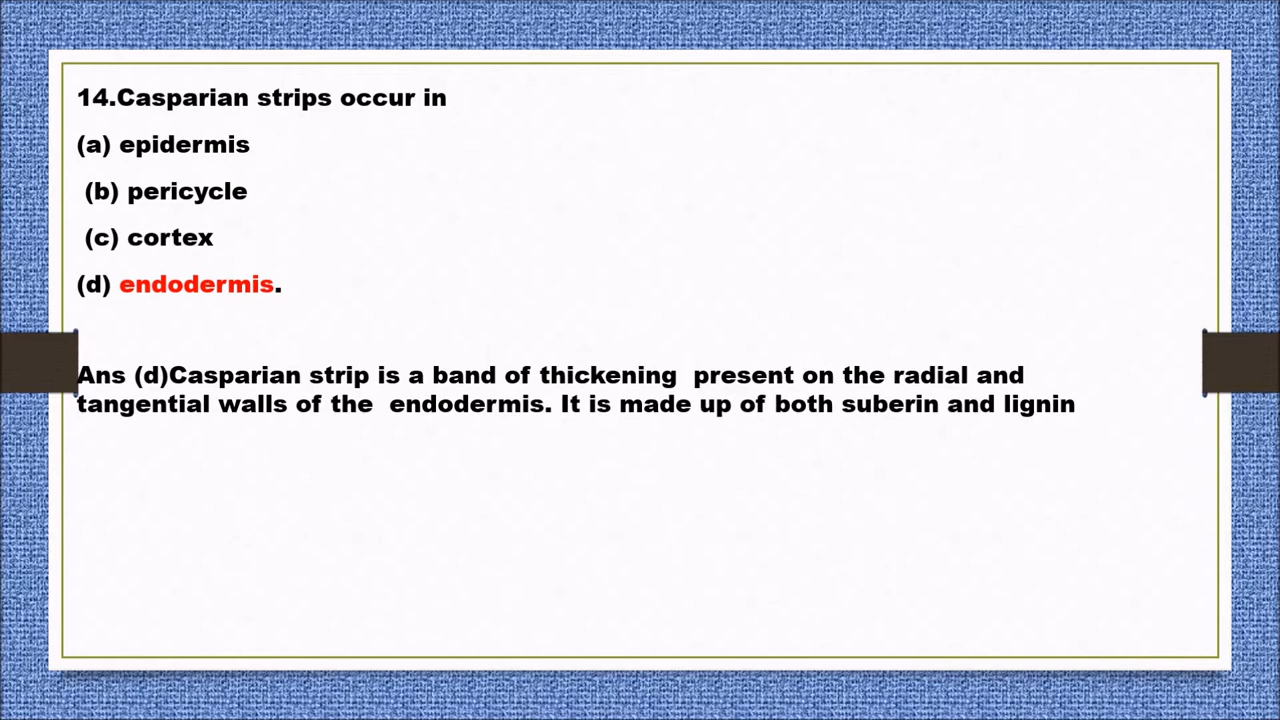 14.Casparian strips occur in
(a) epidermis
(b) pericycle
(c) cortex
(d) endodermis.
Ans (d)Casparian strip is a band of thickening  present on the radial and
tangential walls of the  endodermis. It is made up of both suberin and lignin